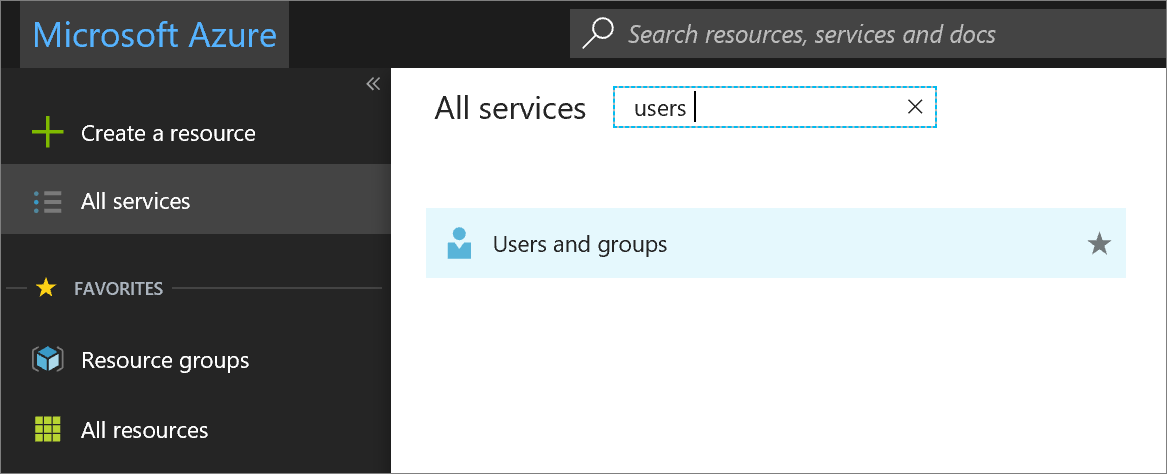 Microsoft Azure
Search resources, services and docs
Create a resource
All services
FAVORITES
Resource groups
All resources
All services
users
Users and groups